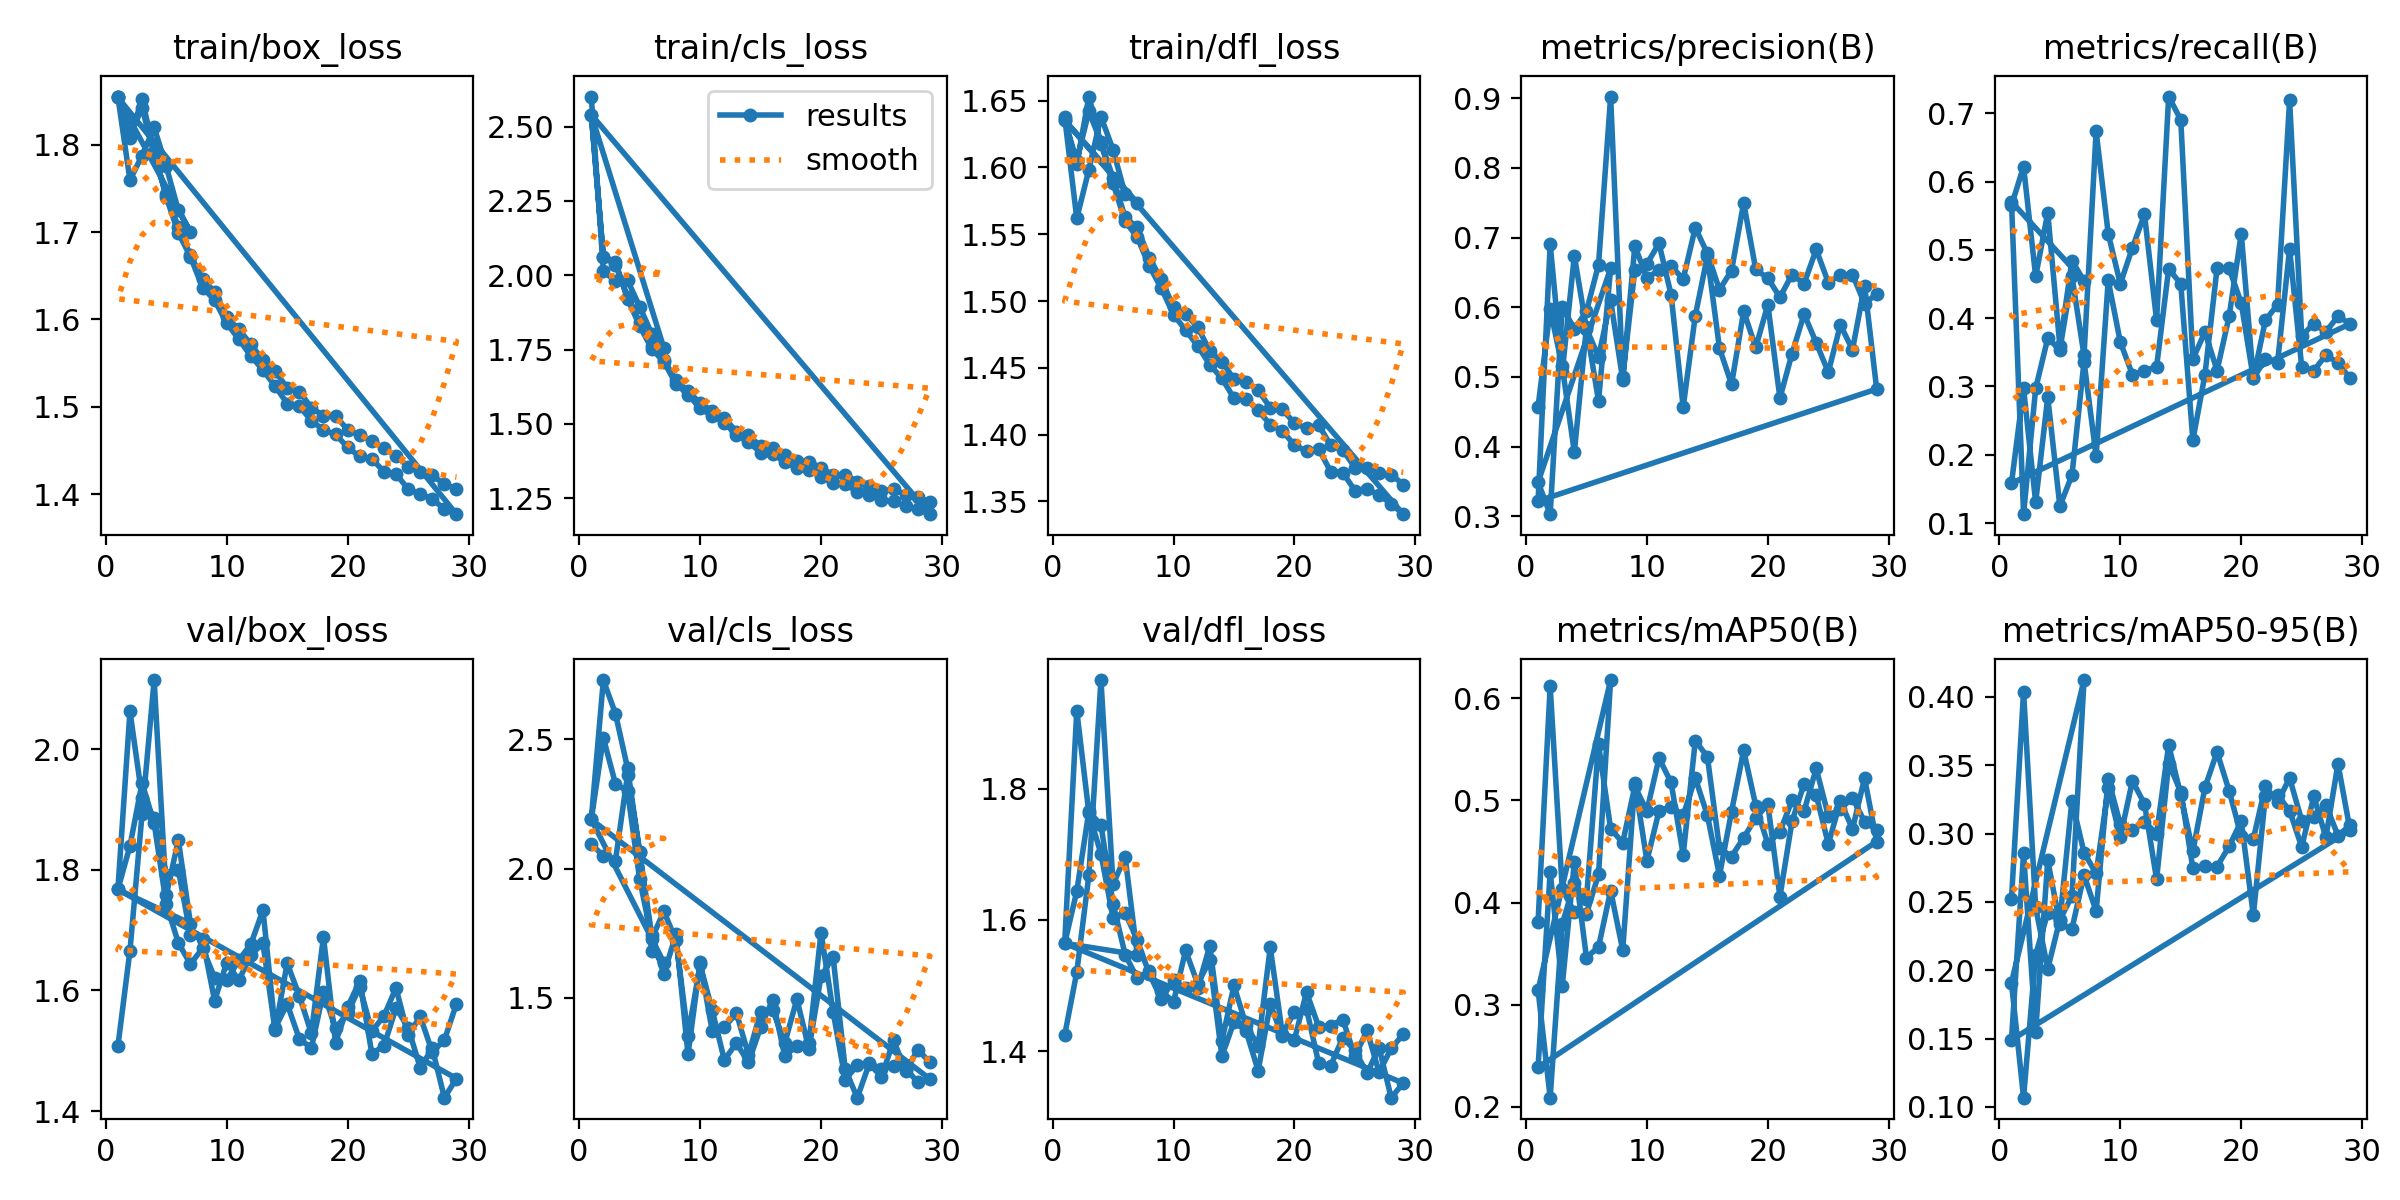 train/box_loss
train/cls_loss
train/dfl_loss
metrics/precision(B)
metrics/recall(B)
results
smooth
1.8
1.7
1.6
1.5
1.4
0 10 20 30
2.50
2.25
2.00
1.75
1.50
1.25
0 10 20 30
1.65
1.60
1.55
1.50
1.45
1.40
1.35
0 10 20 30
0.9
0.8
0.7
0.6
0.5
0.4
0.3
0 10 20 30
0.7
0.6
0.5
0.4
0.3
0.2
0.1
0 10 20 30
val/box_loss
val/cls_loss
val/dfl_loss
metrics/mAP50(B)
metrics/mAP50-95(B)
2.0
1.8
1.6
1.4
0 10 20 30
2.5
2.0
1.5
0 10 20 30
1.8
1.6
1.4
0 10 20 30
0.6
0.5
0.4
0.3
0.2
0 10 20 30
0.40
0.35
0.30
0.25
0.20
0.15
0.10
0 10 20 30